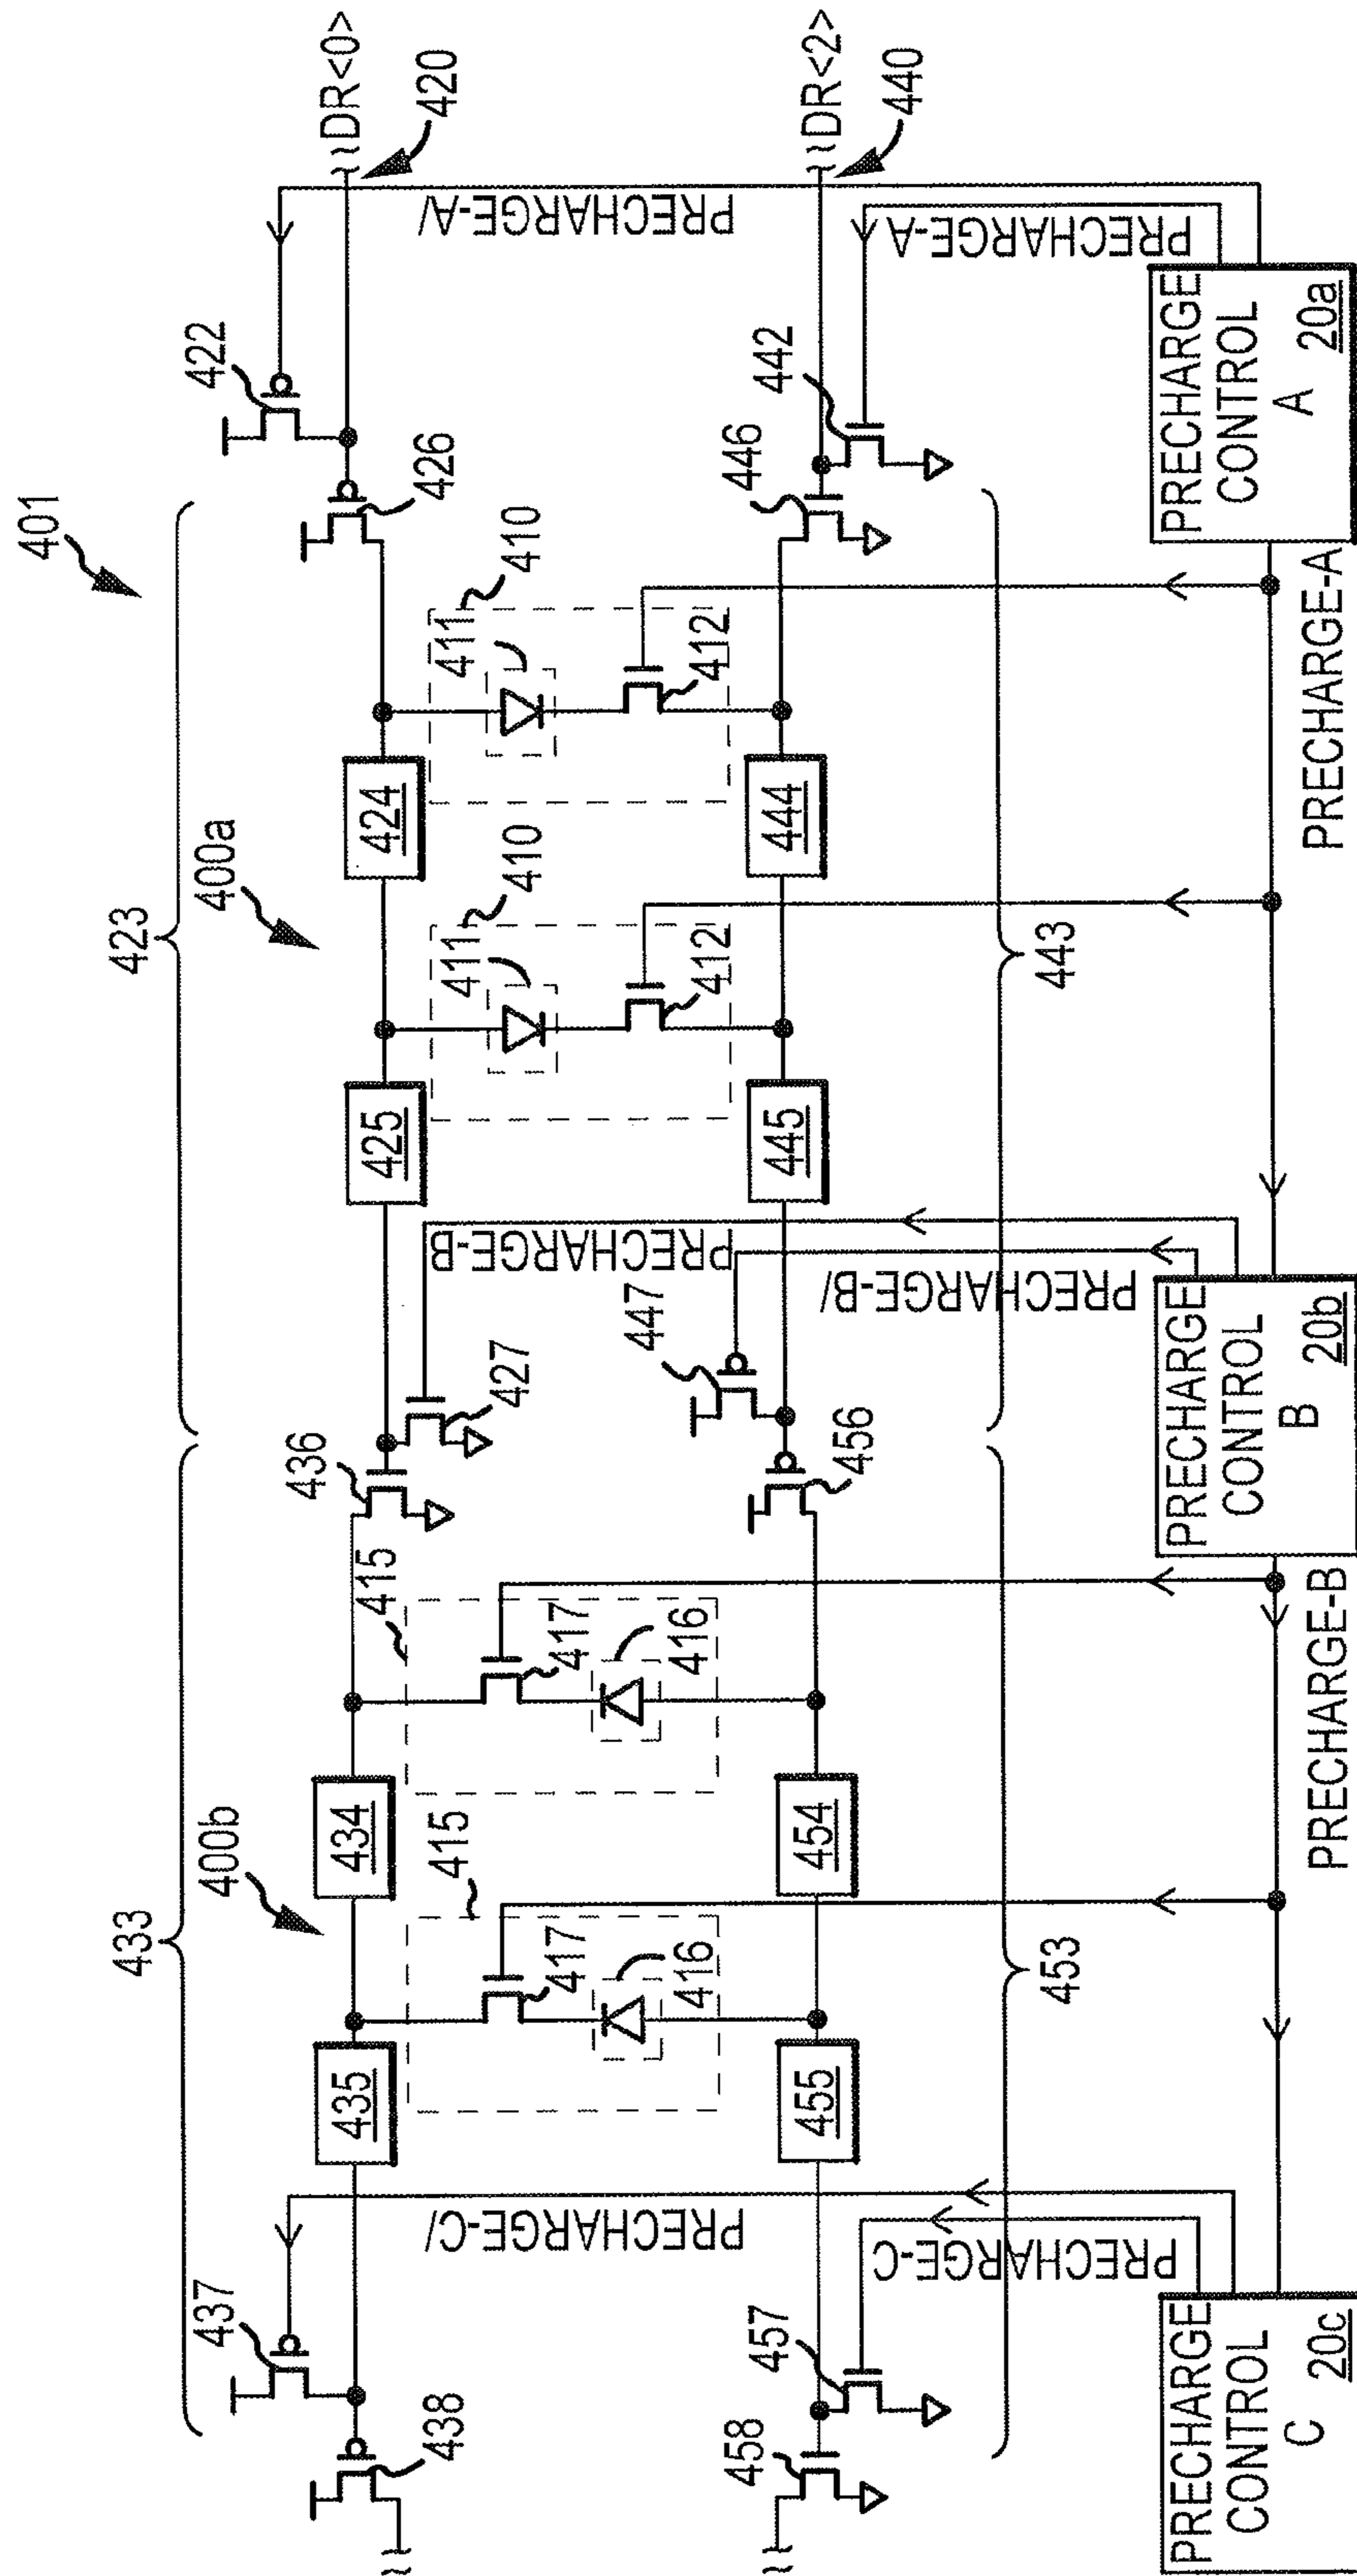 401
423
433
400a
400b
~DR<0>
420
422
426
424
425
427
436
434
435
437
438
PRECHARGE-A/
PRECHARGE-A
410
411
412
410
411
412
PRECHARGE-B
PRECHARGE-B/
415
417
416
415
417
416
PRECHARGE-C/
PRECHARGE-C
~DR<2>
440
442
446
444
445
447
456
454
455
457
458
443
453
PRECHARGE
CONTROL
A 20a
PRECHARGE-A
PRECHARGE
CONTROL
B 20b
PRECHARGE-B
PRECHARGE
CONTROL
C 20c